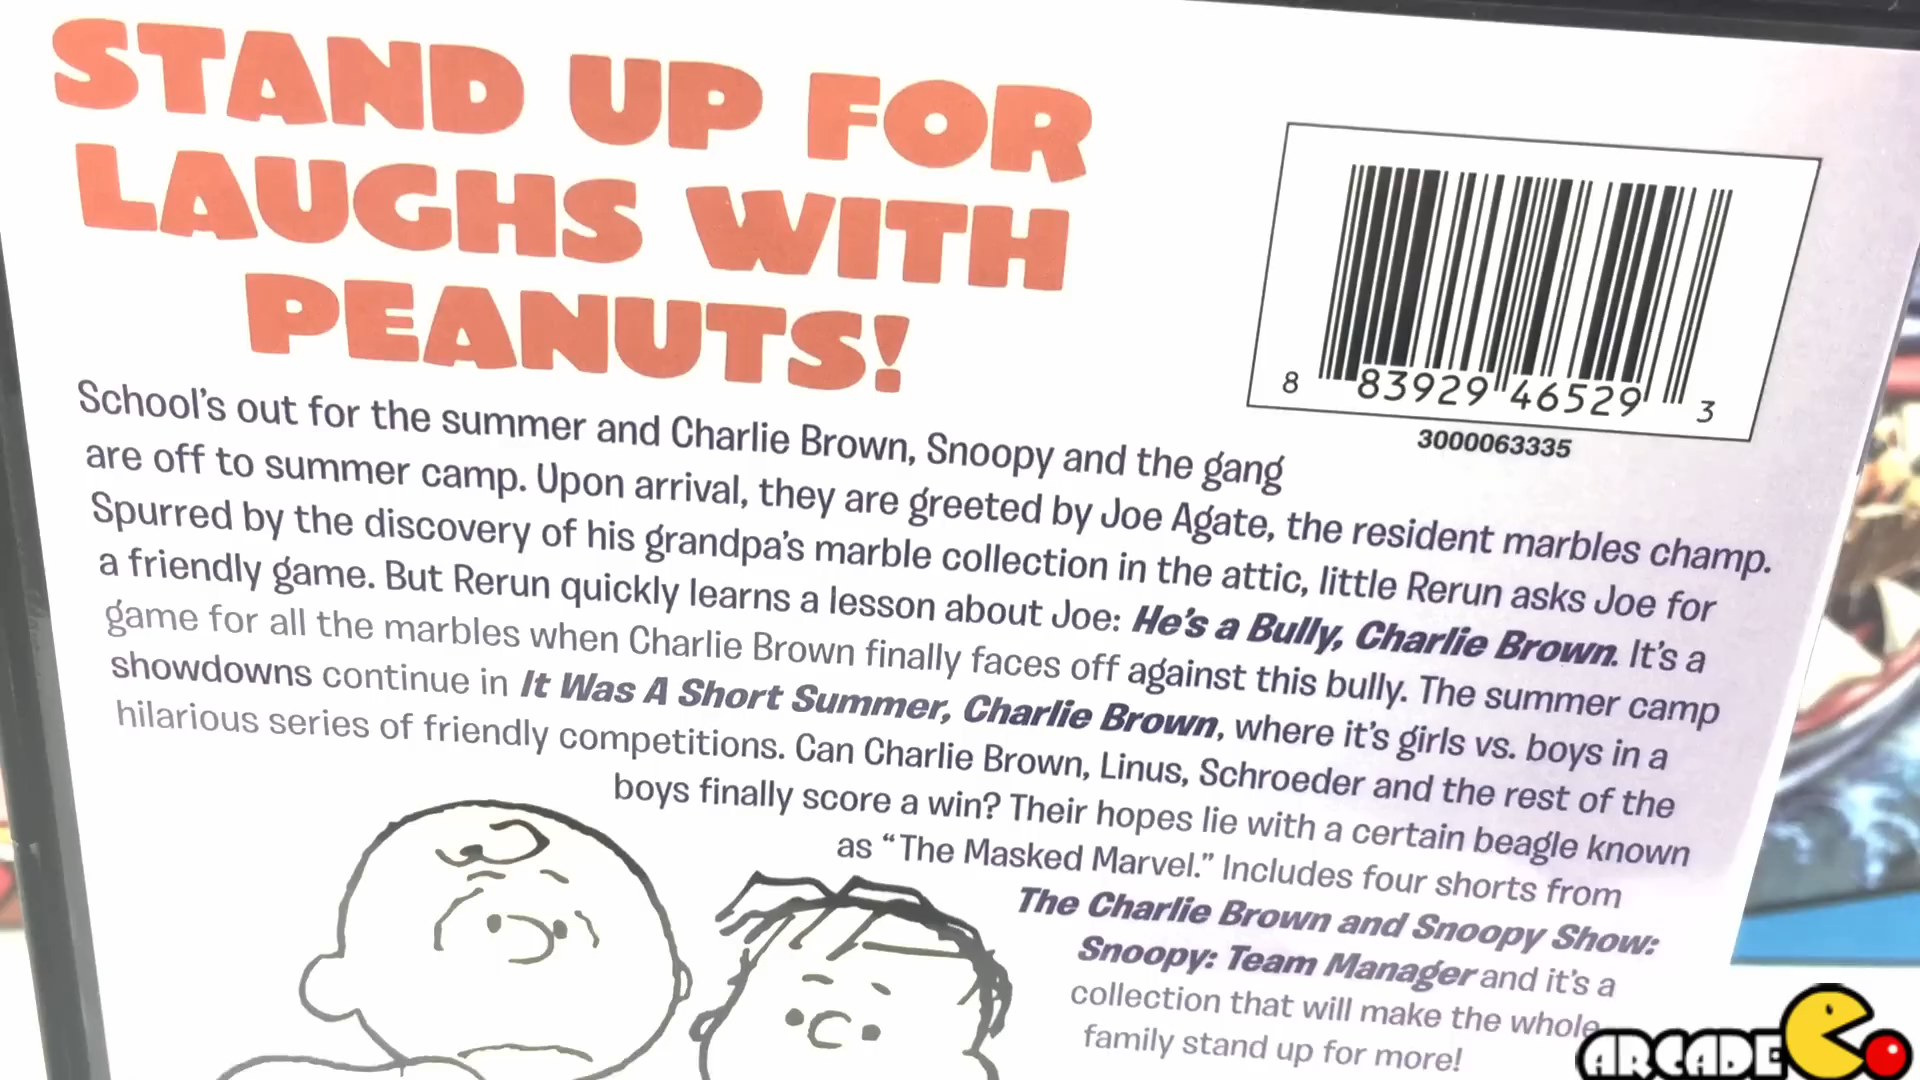 STAND UP FOR
LAUGHS WITH
PEANUTS!
8 83929 46529 3
3000063335
School's out for the summer and Charlie Brown, Snoopy and the gang
are off to summer camp. Upon arrival, they are greeted by Joe Agate, the resident marbles champ.
Spurred by the discovery of his grandpa's marble collection in the attic, little Rerun asks Joe for
a friendly game. But Rerun quickly learns a lesson about Joe: He's a Bully, Charlie Brown. It's a
game for all the marbles when Charlie Brown finally faces off against this bully. The summer camp
showdowns continue in It Was A Short Summer, Charlie Brown, where it's girls vs. boys in a
hilarious series of friendly competitions. Can Charlie Brown, Linus, Schroeder and the rest of the
boys finally score a win? Their hopes lie with a certain beagle known
as “The Masked Marvel.” Includes four shorts from
The Charlie Brown and Snoopy Show:
Snoopy: Team Manager and it's a
collection that will make the whole
family stand up for more!
ARCADE CO